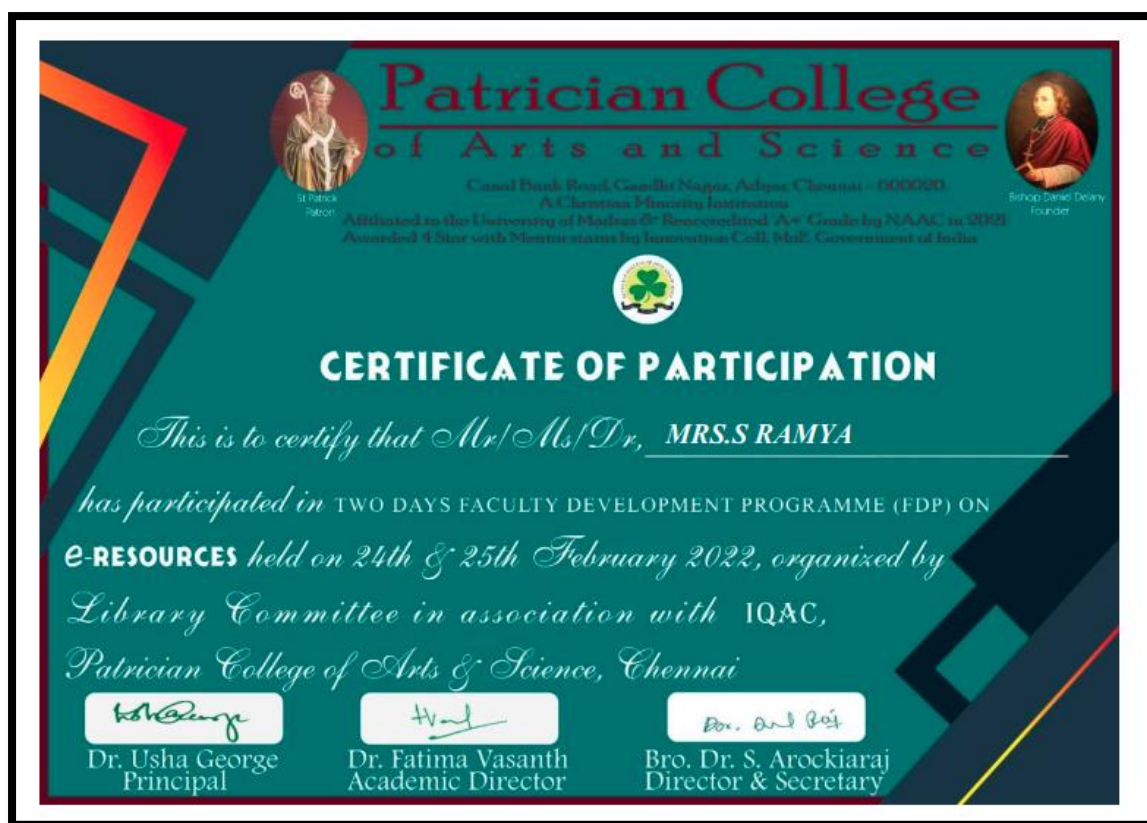 Patrician College
of Arts and Science
St Patrick
Patron
Bishop Daniel Delany
Founder
Canal Bank Road, Gandhi Nagar, Adyar, Chennai - 600020.
A Christian Minority Institution
Affiliated to the University of Madras & Reaccredited 'A+' Grade by NAAC in 2021
Awarded 4 Star with Mentor status by Innovation Cell, MoE, Government of India
CERTIFICATE OF PARTICIPATION
This is to certify that Mr/Ms/Dr, MRS.S RAMYA
has participated in TWO DAYS FACULTY DEVELOPMENT PROGRAMME (FDP) ON
e-RESOURCES held on 24th & 25th February 2022, organized by
Library Committee in association with IQAC,
Patrician College of Arts & Science, Chennai
Dr. Usha George
Principal
Dr. Fatima Vasanth
Academic Director
Bro. Dr. S. Arockiaraj
Director & Secretary